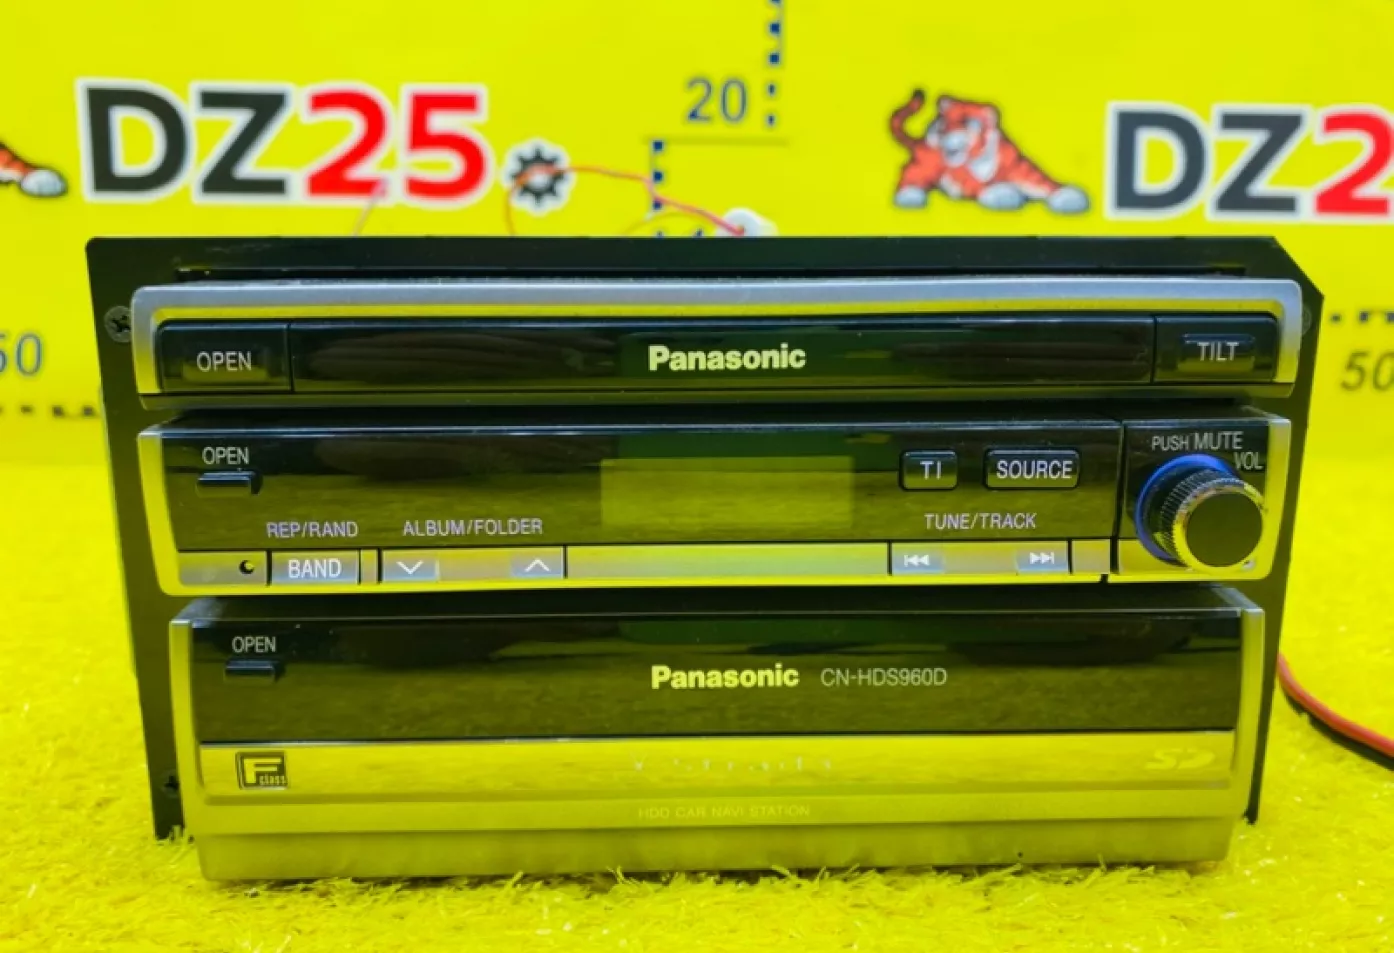 DZ25
20
DZ2
50
50
OPEN
Panasonic
TILT
OPEN
TI
SOURCE
PUSH MUTE
VOL
REP/RAND
ALBUM/FOLDER
TUNE/TRACK
BAND
OPEN
Panasonic CN-HDS960D
F class
SD
HDD CAR NAVI STATION